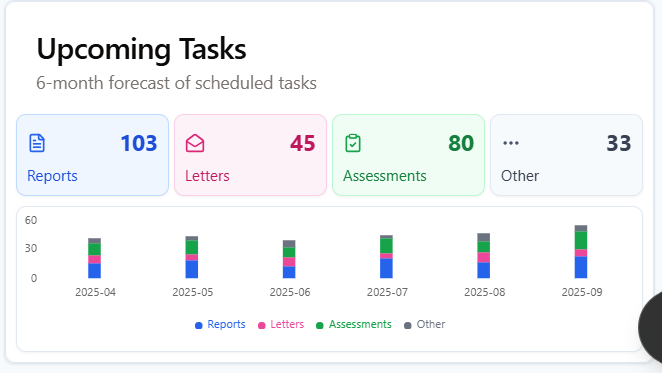 Upcoming Tasks
6-month forecast of scheduled tasks
103
Reports
45
Letters
80
Assessments
33
Other
60
30
0
2025-04 2025-05 2025-06 2025-07 2025-08 2025-09
Reports Letters Assessments Other